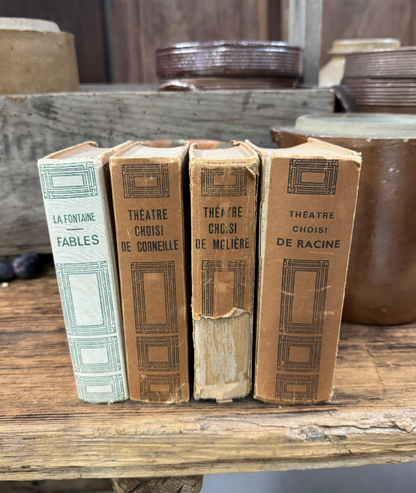 LA FONTAINE
FABLES
THÉATRE
CHOISI
DE CORNEILLE
THÉATRE
CHOISI
DE MOLIÈRE
THÉATRE
CHOISI
DE RACINE